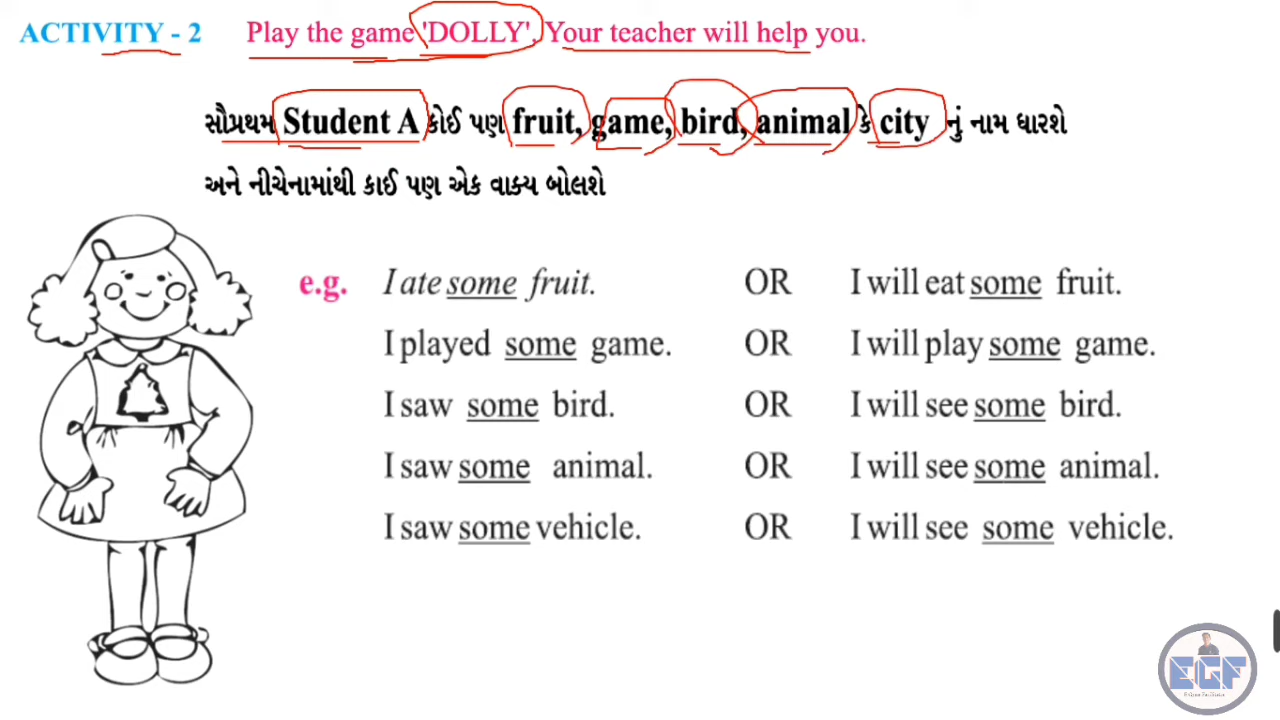 ACTIVITY - 2 Play the game 'DOLLY'. Your teacher will help you.
સૌપ્રથમ Student A કોઈ પણ fruit, game, bird, animal કે city નું નામ ધારશે
અને નીચેનામાંથી કાઈ પણ એક વાક્ય બોલશે
e.g. I ate some fruit. OR I will eat some fruit.
I played some game. OR I will play some game.
I saw some bird. OR I will see some bird.
I saw some animal. OR I will see some animal.
I saw some vehicle. OR I will see some vehicle.
EGF